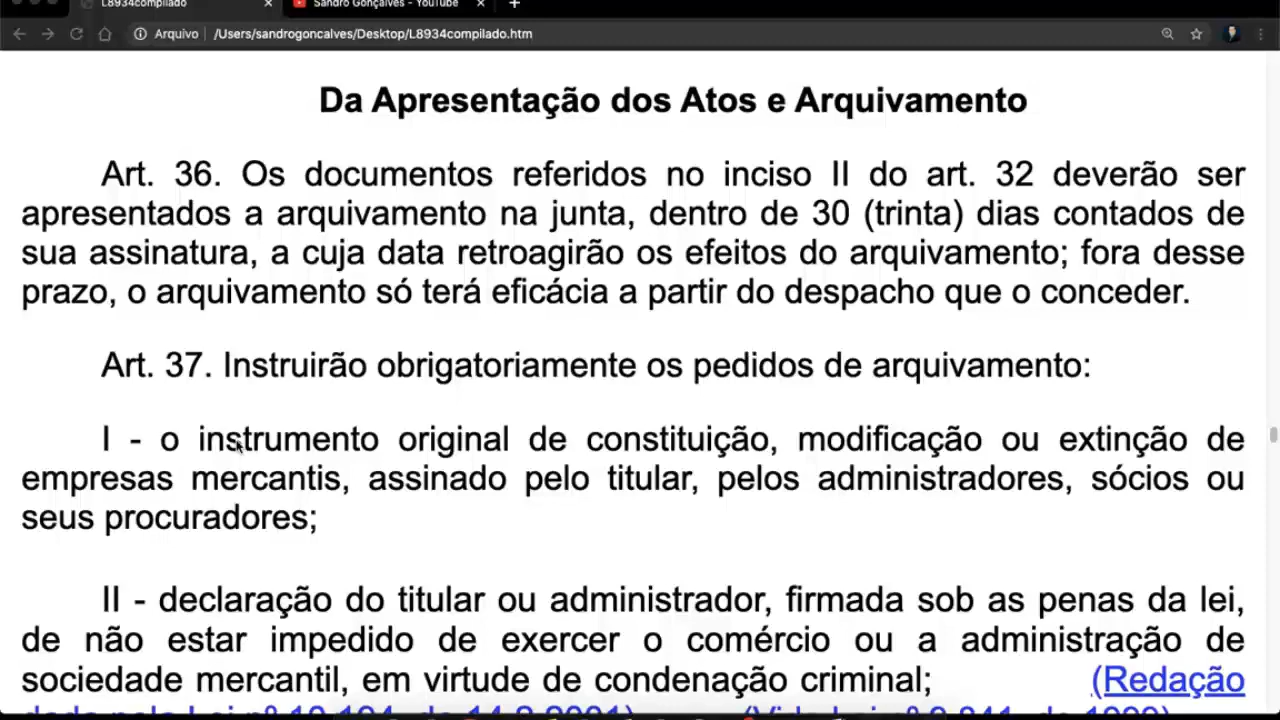 L8934compilado
Sandro Gonçalves - YouTube
Arquivo | /Users/sandrogoncalves/Desktop/L8934compilado.htm
Da Apresentação dos Atos e Arquivamento
Art. 36. Os documentos referidos no inciso II do art. 32 deverão ser
apresentados a arquivamento na junta, dentro de 30 (trinta) dias contados de
sua assinatura, a cuja data retroagirão os efeitos do arquivamento; fora desse
prazo, o arquivamento só terá eficácia a partir do despacho que o conceder.
Art. 37. Instruirão obrigatoriamente os pedidos de arquivamento:
I - o instrumento original de constituição, modificação ou extinção de
empresas mercantis, assinado pelo titular, pelos administradores, sócios ou
seus procuradores;
II - declaração do titular ou administrador, firmada sob as penas da lei,
de não estar impedido de exercer o comércio ou a administração de
sociedade mercantil, em virtude de condenação criminal; (Redação